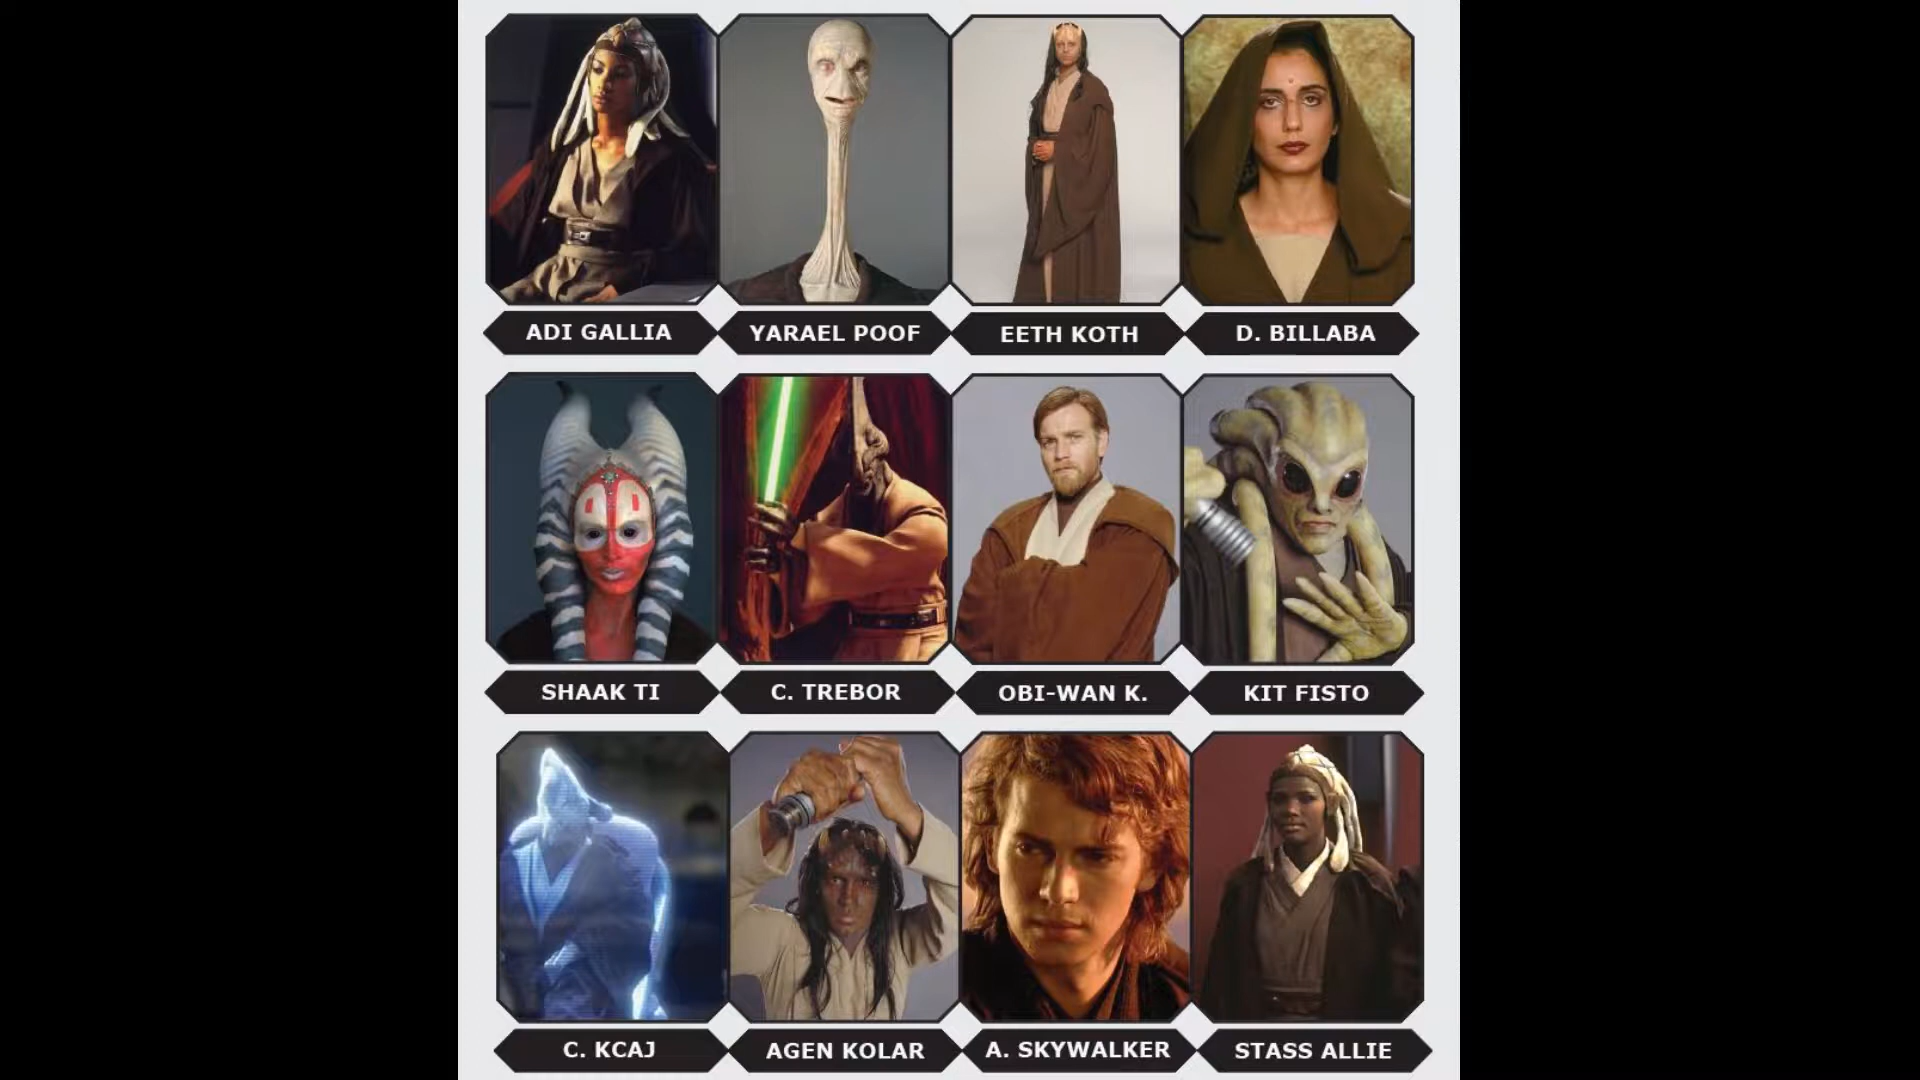 ADI GALLIA
YARAEL POOF
EETH KOTH
D. BILLABA
SHAAK TI
C. TREBOR
OBI-WAN K.
KIT FISTO
C. KCAJ
AGEN KOLAR
A. SKYWALKER
STASS ALLIE